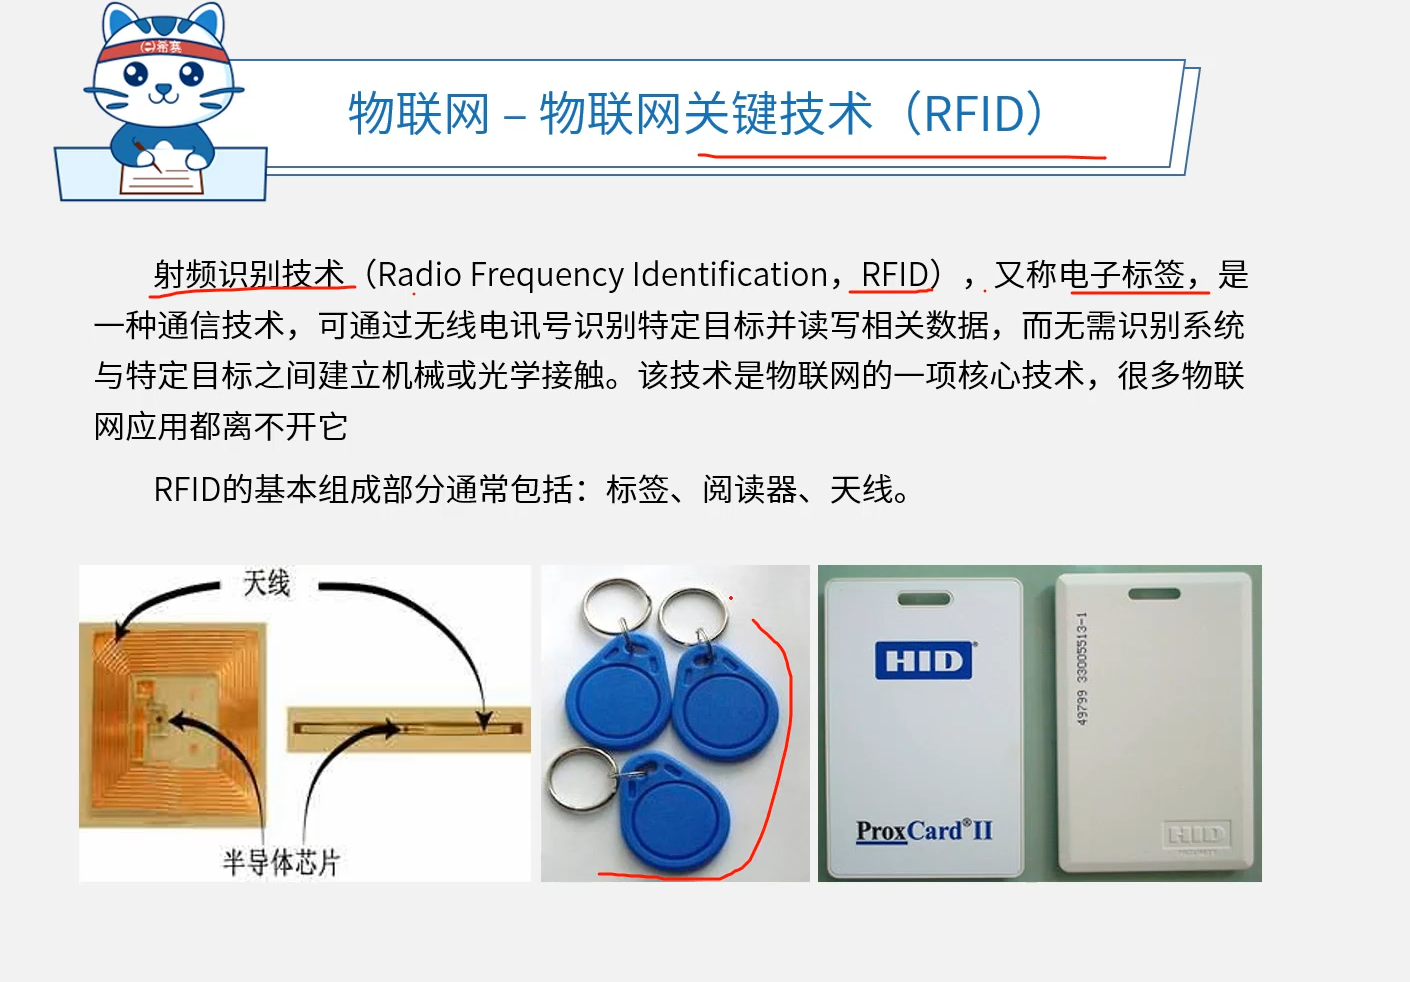 希赛
物联网 – 物联网关键技术（RFID）
射频识别技术（Radio Frequency Identification，RFID），又称电子标签，是
一种通信技术，可通过无线电讯号识别特定目标并读写相关数据，而无需识别系统
与特定目标之间建立机械或光学接触。该技术是物联网的一项核心技术，很多物联
网应用都离不开它
RFID的基本组成部分通常包括：标签、阅读器、天线。
天线
半导体芯片
HID®
ProxCard®II
49799 33005513-1
HID